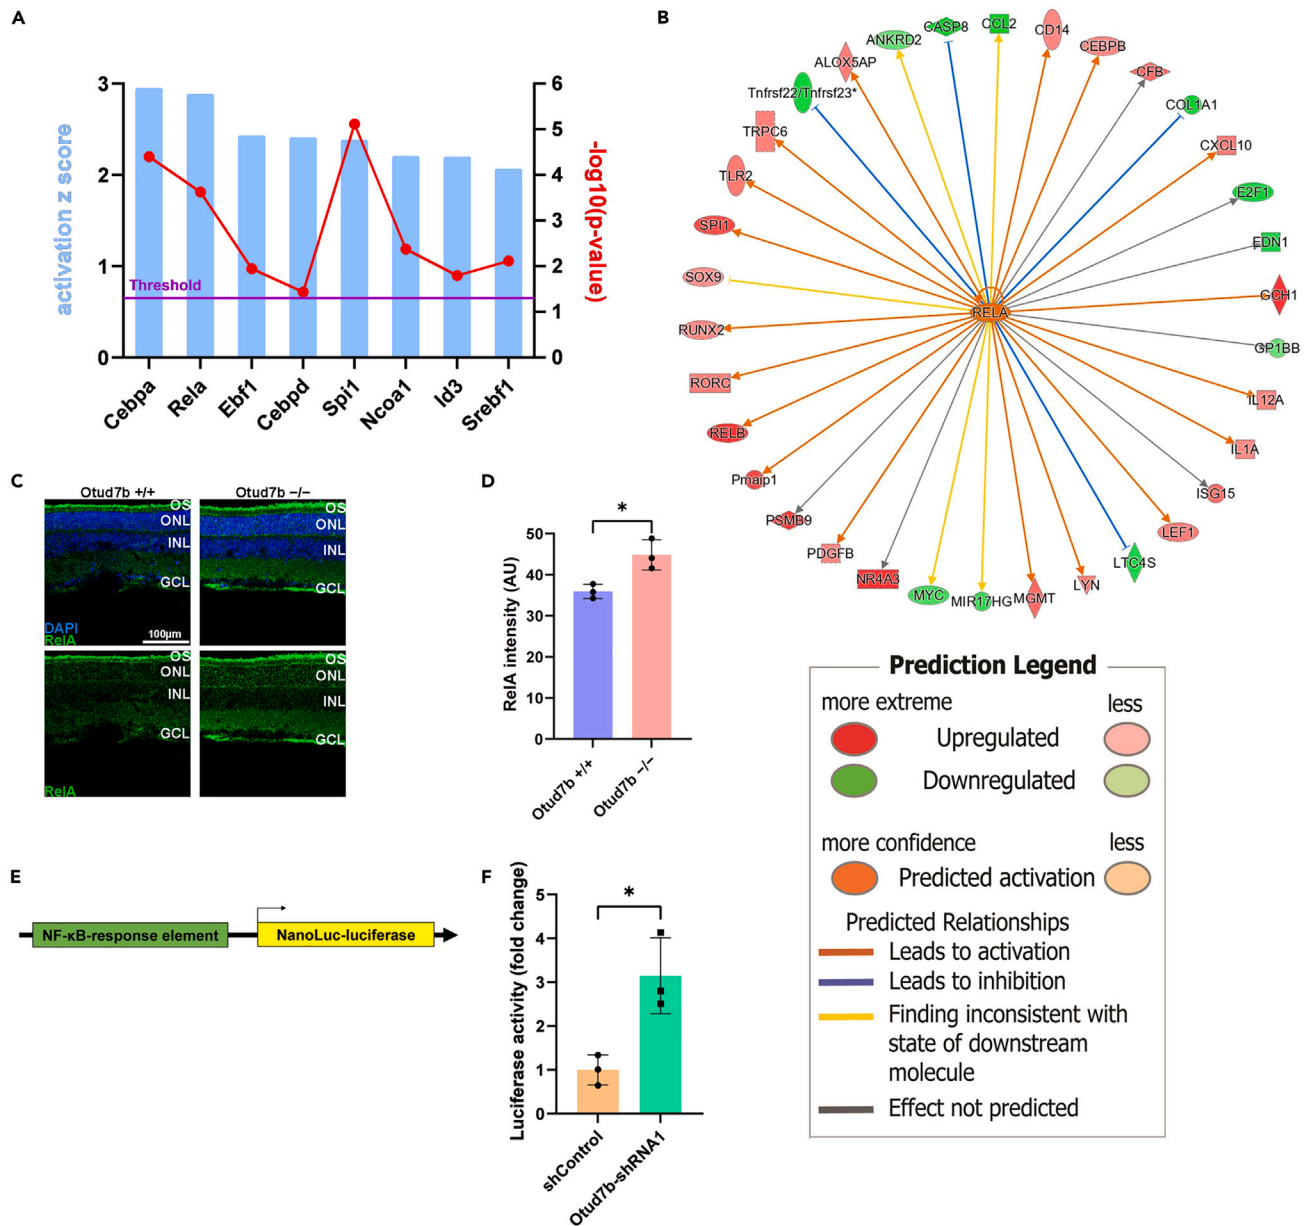 A
activation z score
3
2
1
0
Threshold
6
5
4
3
2
1
0
-log10(p-value)
Cebpa
Rela
Ebf1
Cebpd
Spi1
Ncoa1
Id3
Srebf1
B
CASP8
CCL2
CD14
ANKRD2
CEBPB
ALOX5AP
CFB
Tnfrsf22/Tnfrsf23*
COL1A1
TRPC6
CXCL10
TLR2
E2F1
SPI1
EDN1
SOX9
GCH1
RELA
RUNX2
GP1BB
RORC
IL12A
RELB
IL1A
Pmaip1
ISG15
PSMB9
LEF1
PDGFB
LTC4S
NR4A3
LYN
MYC
MIR17HG
MGMT
C
Otud7b +/+
Otud7b −/−
OS
ONL
INL
GCL
DAPI
RelA
100μm
OS
ONL
INL
GCL
OS
ONL
INL
GCL
RelA
OS
ONL
INL
GCL
D
RelA intensity (AU)
50
40
30
20
10
0
*
Otud7b +/+
Otud7b −/−
Prediction Legend
more extreme
less
Upregulated
Downregulated
more confidence
less
Predicted activation
Predicted Relationships
Leads to activation
Leads to inhibition
Finding inconsistent with
state of downstream
molecule
Effect not predicted
E
NF-κB-response element
NanoLuc-luciferase
F
Luciferase activity (fold change)
5
4
3
2
1
0
*
shControl
Otud7b-shRNA1